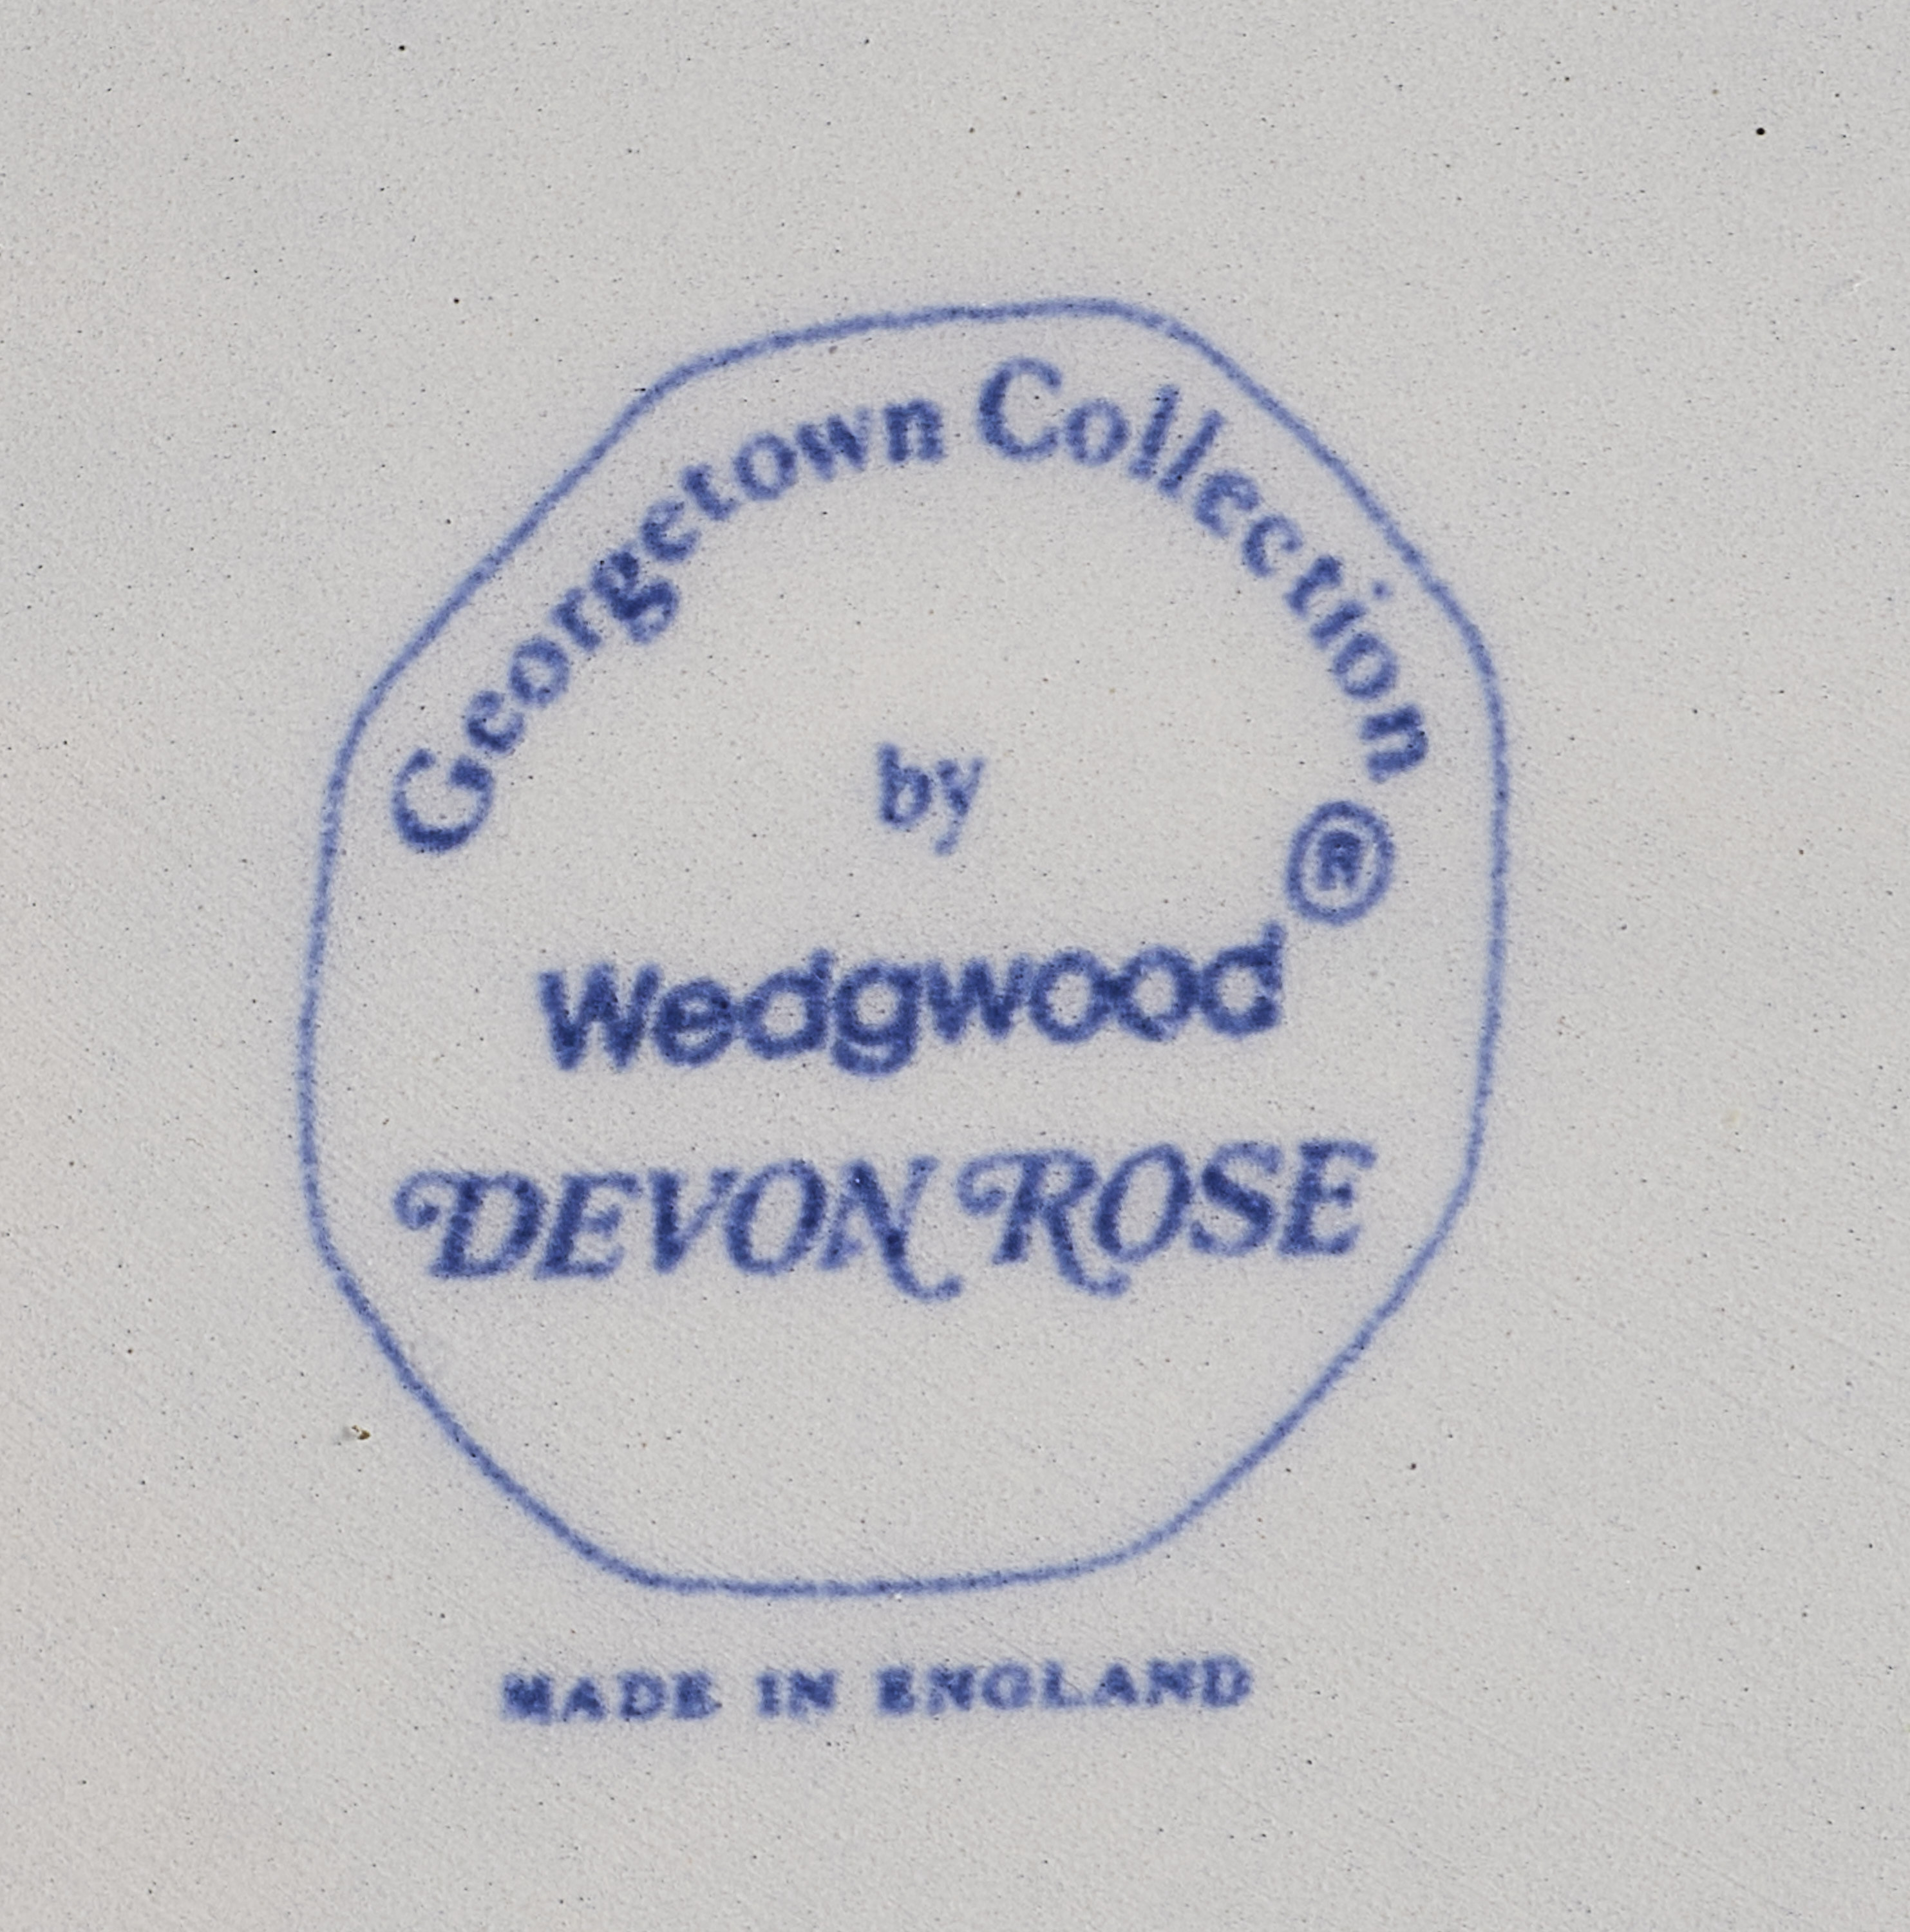 Georgetown Collection
by
Wedgwood®
DEVON ROSE
MADE IN ENGLAND